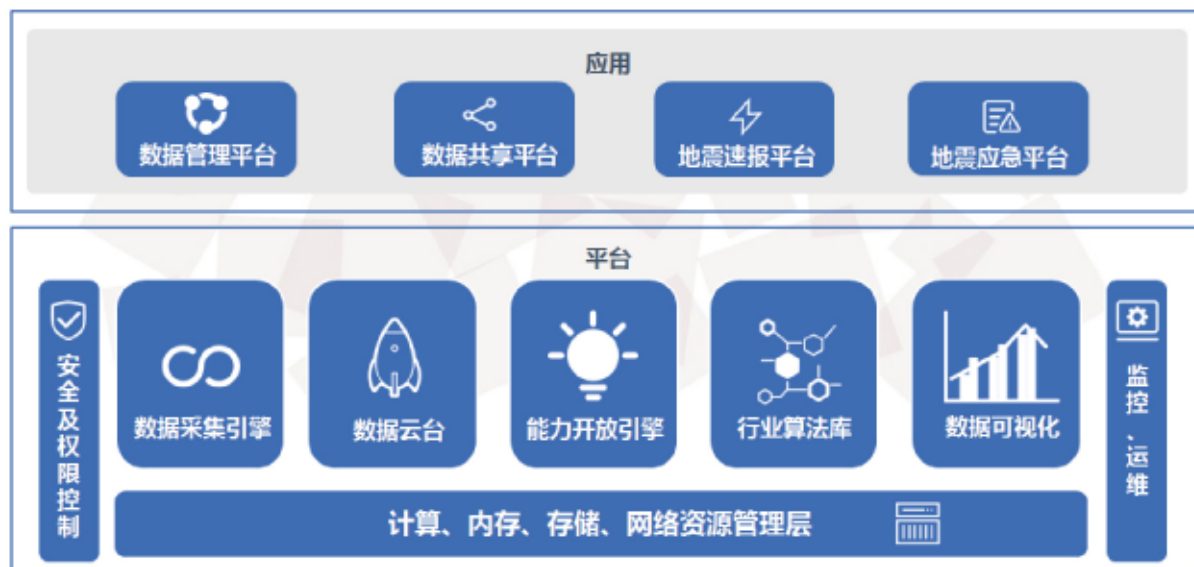 应用
数据管理平台
数据共享平台
地震速报平台
地震应急平台
平台
安全及权限控制
数据采集引擎
数据云台
能力开放引擎
行业算法库
数据可视化
监控、运维
计算、内存、存储、网络资源管理层